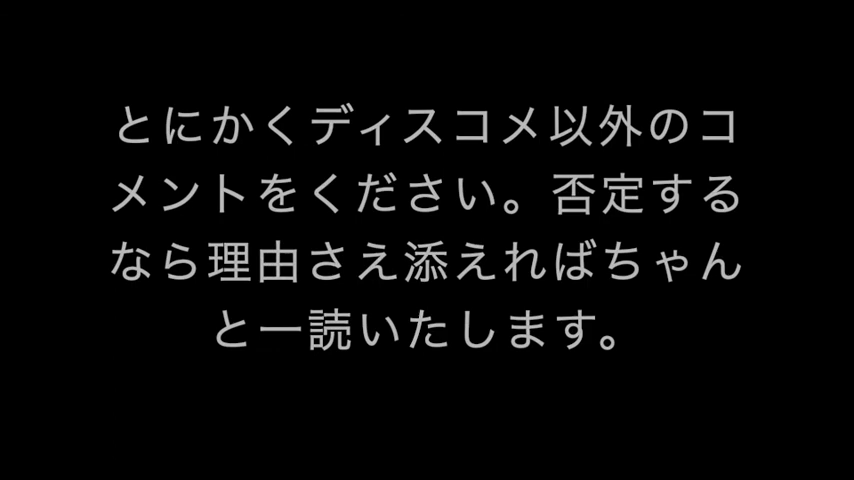 とにかくディスコメ以外のコ
メントをください。否定する
なら理由さえ添えればちゃん
と一読いたします。